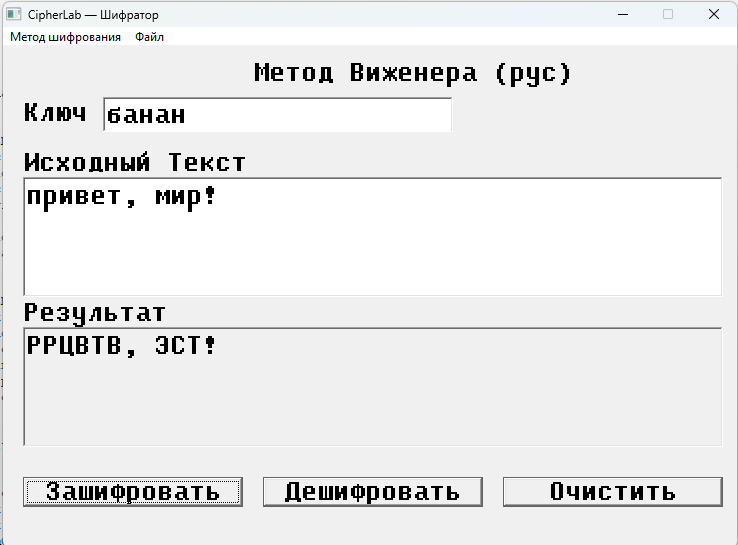 CipherLab — Шифратор
Метод шифрования Файл
Метод Виженера (рус)
Ключ банан
Исходный Текст
привет, мир!
Результат
РРЦВТВ, ЭСТ!
Зашифровать Дешифровать Очистить